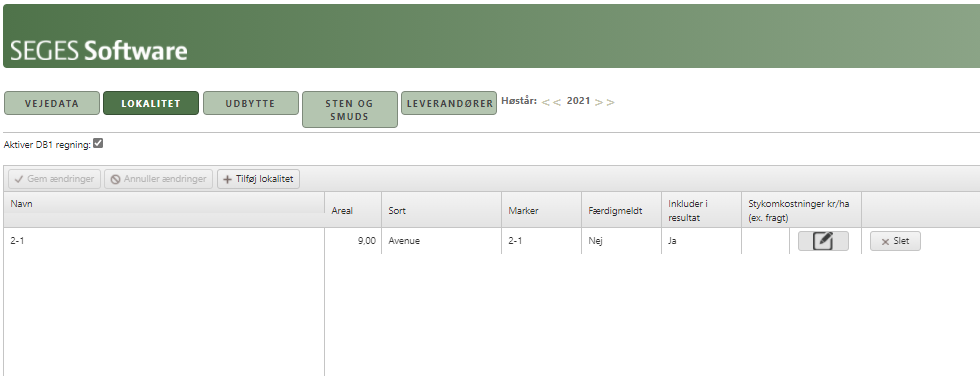 SEGES Software
VEJEDATA LOKALITET UDBYTTE STEN OG SMUDS LEVERANDØRER Høstår: << 2021 >>
Aktiver DB1 regning:
Gem ændringer Annuller ændringer Tilføj lokalitet
Navn Areal Sort Marker Færdigmeldt Inkluder i resultat Stykomkostninger kr/ha (ex. fragt)
2-1 9,00 Avenue 2-1 Nej Ja Slet